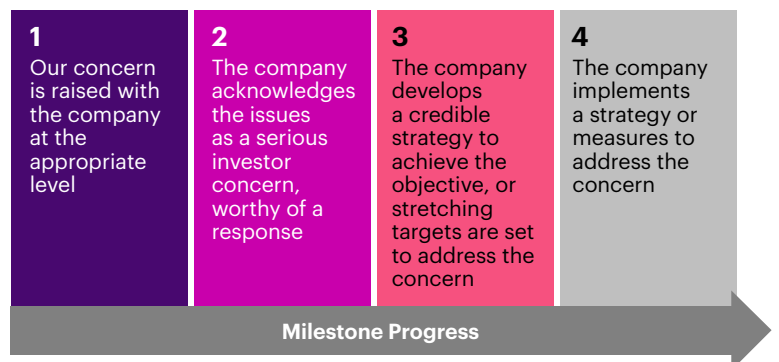 1
Our concern
is raised with
the company
at the
appropriate
level
2
The company
acknowledges
the issues
as a serious
investor
concern,
worthy of a
response
3
The company
develops
a credible
strategy to
achieve the
objective, or
stretching
targets are set
to address the
concern
4
The company
implements
a strategy or
measures to
address the
concern
Milestone Progress